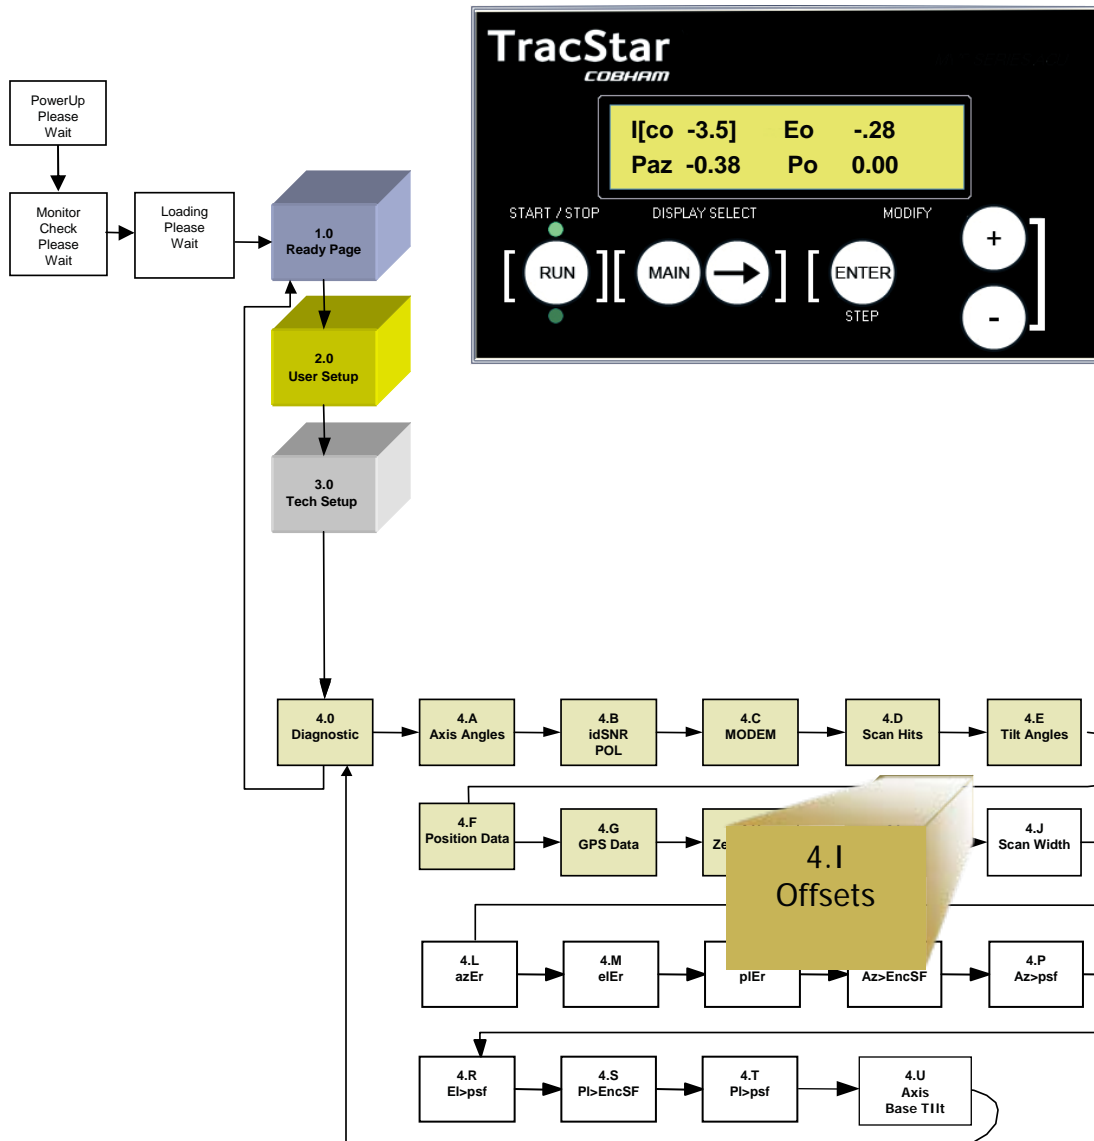 TracStar
COBHAM
I[co -3.5] Eo -.28
Paz -0.38 Po 0.00
START / STOP
DISPLAY SELECT
MODIFY
RUN
MAIN
ENTER
STEP
+
-
PowerUp
Please
Wait
Monitor
Check
Please
Wait
Loading
Please
Wait
1.0
Ready Page
2.0
User Setup
3.0
Tech Setup
4.0
Diagnostic
4.A
Axis Angles
4.B
idSNR
POL
4.C
MODEM
4.D
Scan Hits
4.E
Tilt Angles
4.F
Position Data
4.G
GPS Data
4.I
Offsets
4.J
Scan Width
4.L
azEr
4.M
elEr
plEr
Az>EncSF
4.P
Az>psf
4.R
El>psf
4.S
Pl>EncSF
4.T
Pl>psf
4.U
Axis
Base TIlt